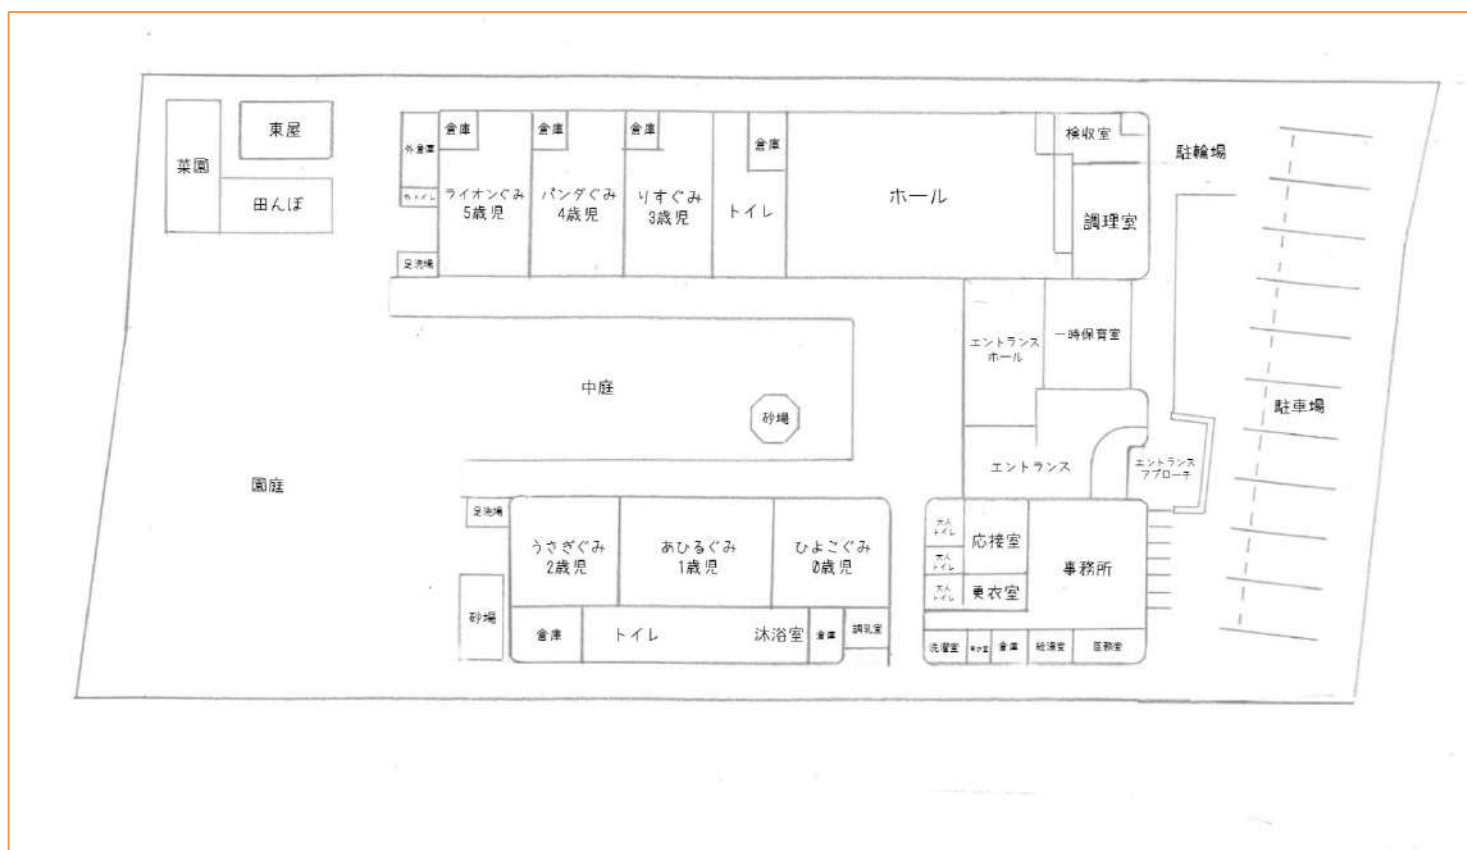 東屋
菜園
田んぼ
外倉庫
外トイレ
足洗場
倉庫
ライオンぐみ
5歳児
倉庫
パンダぐみ
4歳児
倉庫
りすぐみ
3歳児
倉庫
トイレ
ホール
検収室
調理室
駐輪場
エントランス
ホール
一時保育室
中庭
砂場
駐車場
エントランス
エントランス
アプローチ
園庭
足洗場
うさぎぐみ
2歳児
あひるぐみ
1歳児
ひよこぐみ
0歳児
大人
トイレ
大人
トイレ
大人
トイレ
応接室
更衣室
事務所
砂場
倉庫
トイレ
沐浴室
倉庫
調乳室
洗濯室
倉庫
給湯室
医務室